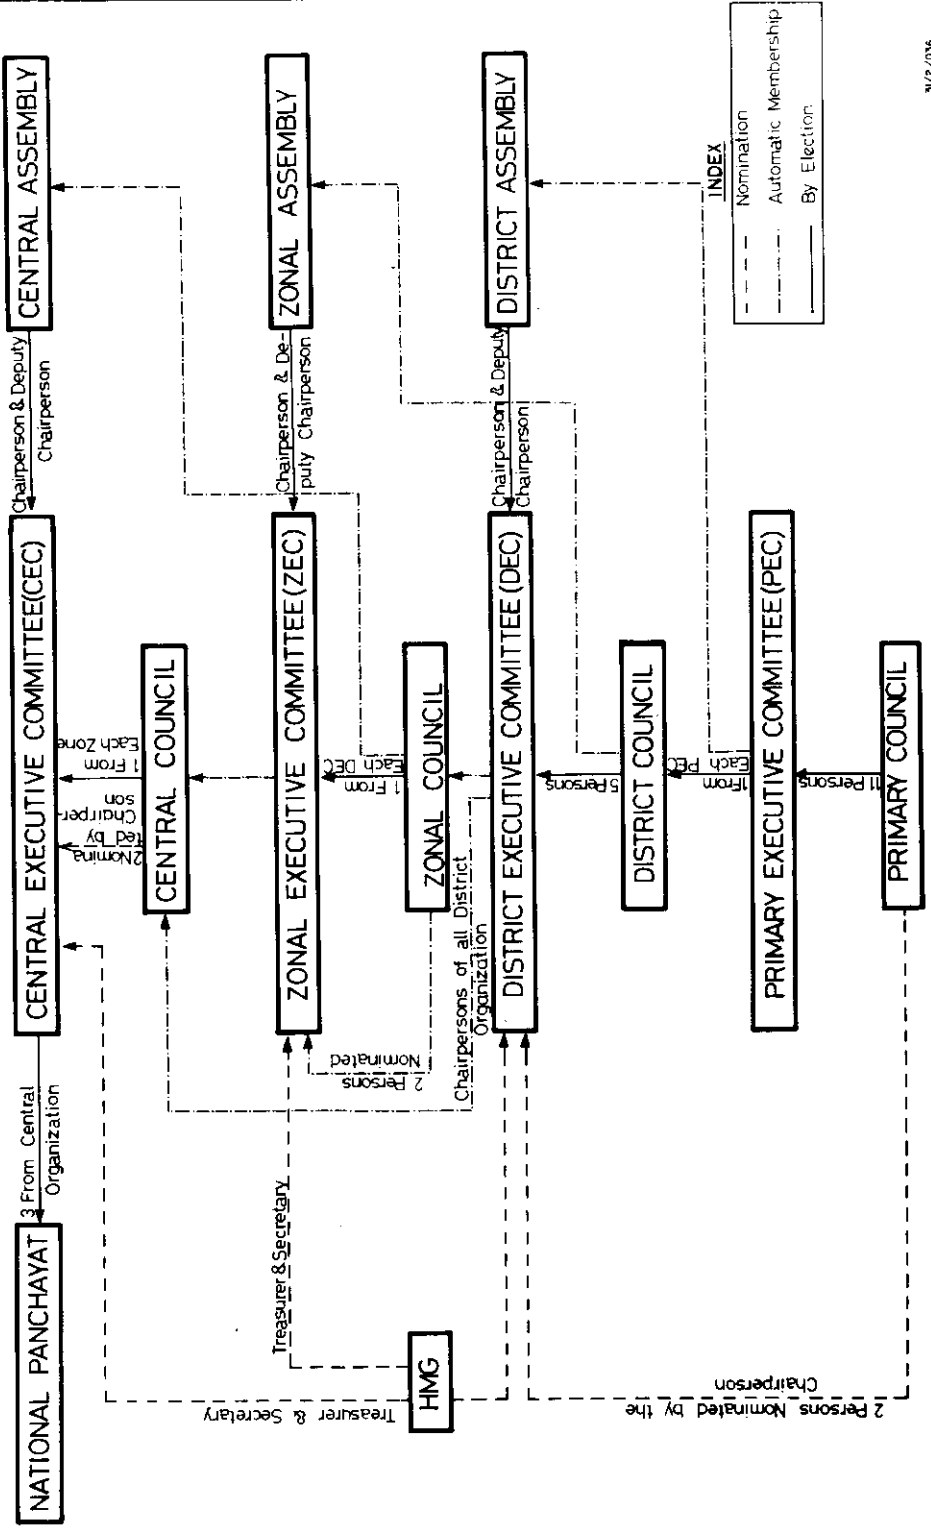 NATIONAL PANCHAYAT
3 From Central
Organization
CENTRAL EXECUTIVE COMMITTEE(CEC)
Chairperson & Deputy
Chairperson
CENTRAL ASSEMBLY
2 Nomina
ted by
Chairper-
son
1 From
Each Zone
CENTRAL COUNCIL
Treasurer & Secretary
Treasurer & Secretary
HMG
ZONAL EXECUTIVE COMMITTEE (ZEC)
Chairperson & De-
puty Chairperson
ZONAL ASSEMBLY
2 Persons
Nominated
1 From
Each DEC
ZONAL COUNCIL
Chairpersons of all District
Organization
DISTRICT EXECUTIVE COMMITTEE (DEC)
Chairperson & Deputy
Chairperson
DISTRICT ASSEMBLY
5 Persons
DISTRICT COUNCIL
1From
Each PEC
PRIMARY EXECUTIVE COMMITTEE (PEC)
11 Persons
PRIMARY COUNCIL
2 Persons Nominated by the
Chairperson
INDEX
Nomination
Automatic Membership
By Election